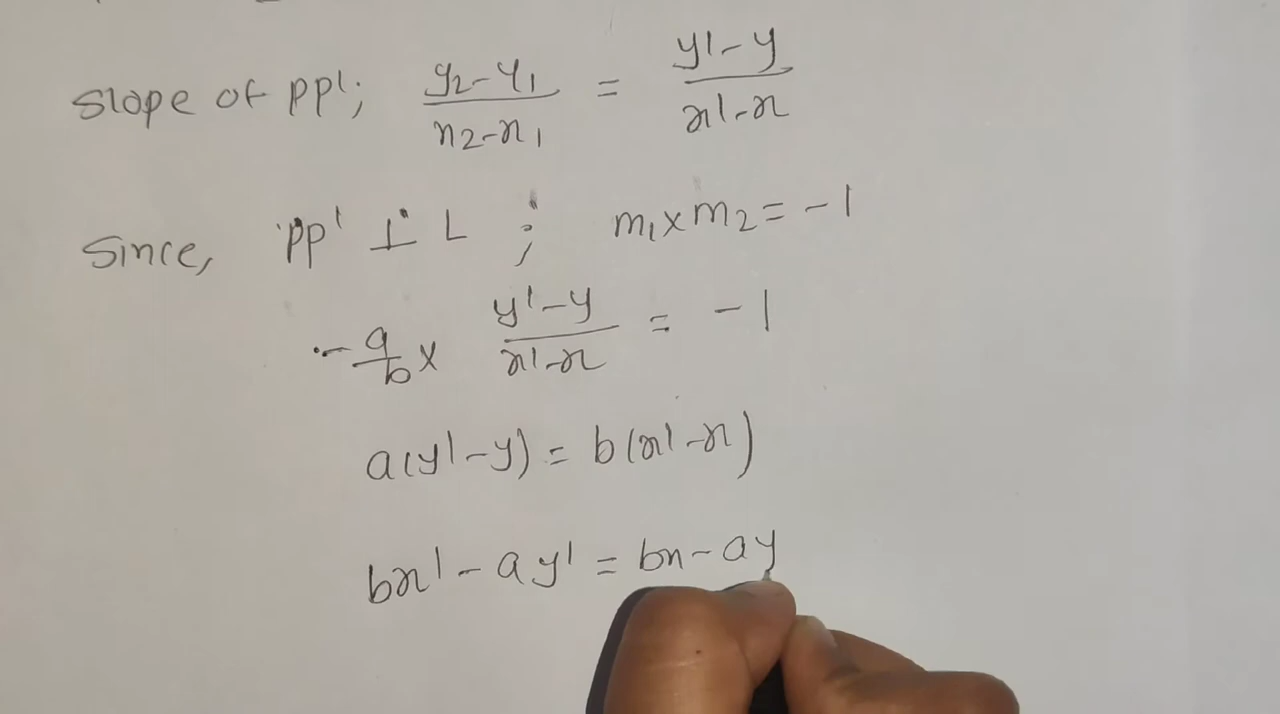 Slope of PP'; y2-y1/x2-x1 = y'-y/x'-x
Since, PP' ⊥ L ; m1 x m2 = -1
-a/b x y'-y/x'-x = -1
a(y'-y) = b(x'-x)
bx' - ay' = bx - ay